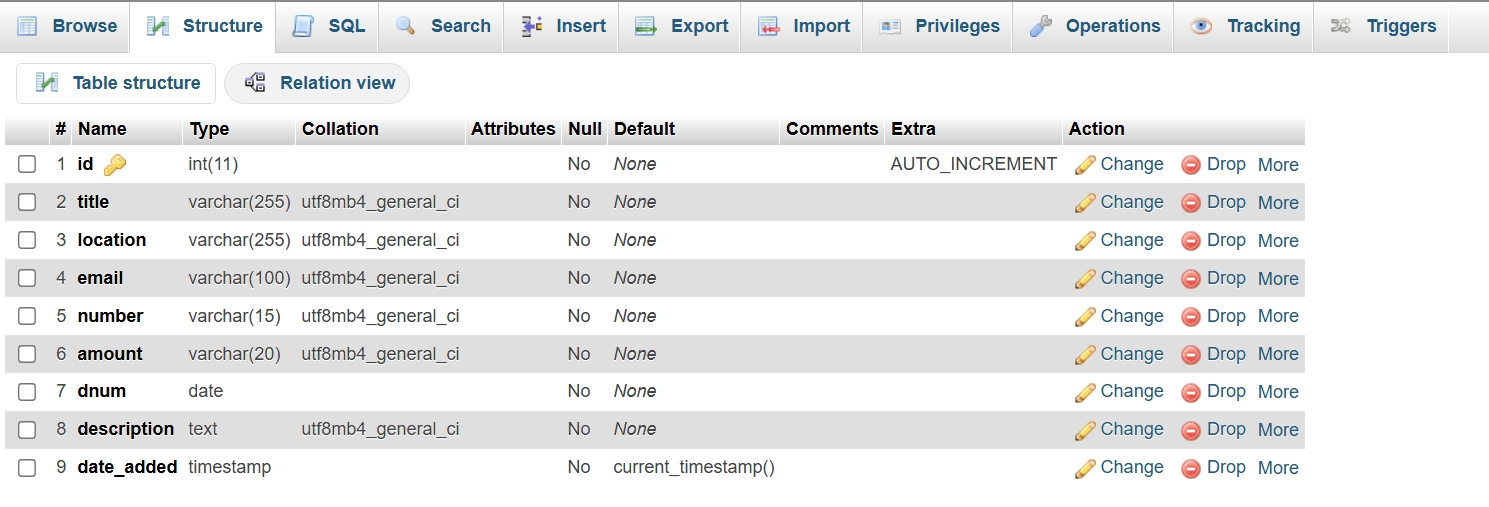 Browse Structure SQL Search Insert Export Import Privileges Operations Tracking Triggers
Table structure Relation view
# Name Type Collation Attributes Null Default Comments Extra Action
1 id int(11) No None AUTO_INCREMENT Change Drop More
2 title varchar(255) utf8mb4_general_ci No None Change Drop More
3 location varchar(255) utf8mb4_general_ci No None Change Drop More
4 email varchar(100) utf8mb4_general_ci No None Change Drop More
5 number varchar(15) utf8mb4_general_ci No None Change Drop More
6 amount varchar(20) utf8mb4_general_ci No None Change Drop More
7 dnum date No None Change Drop More
8 description text utf8mb4_general_ci No None Change Drop More
9 date_added timestamp No current_timestamp() Change Drop More